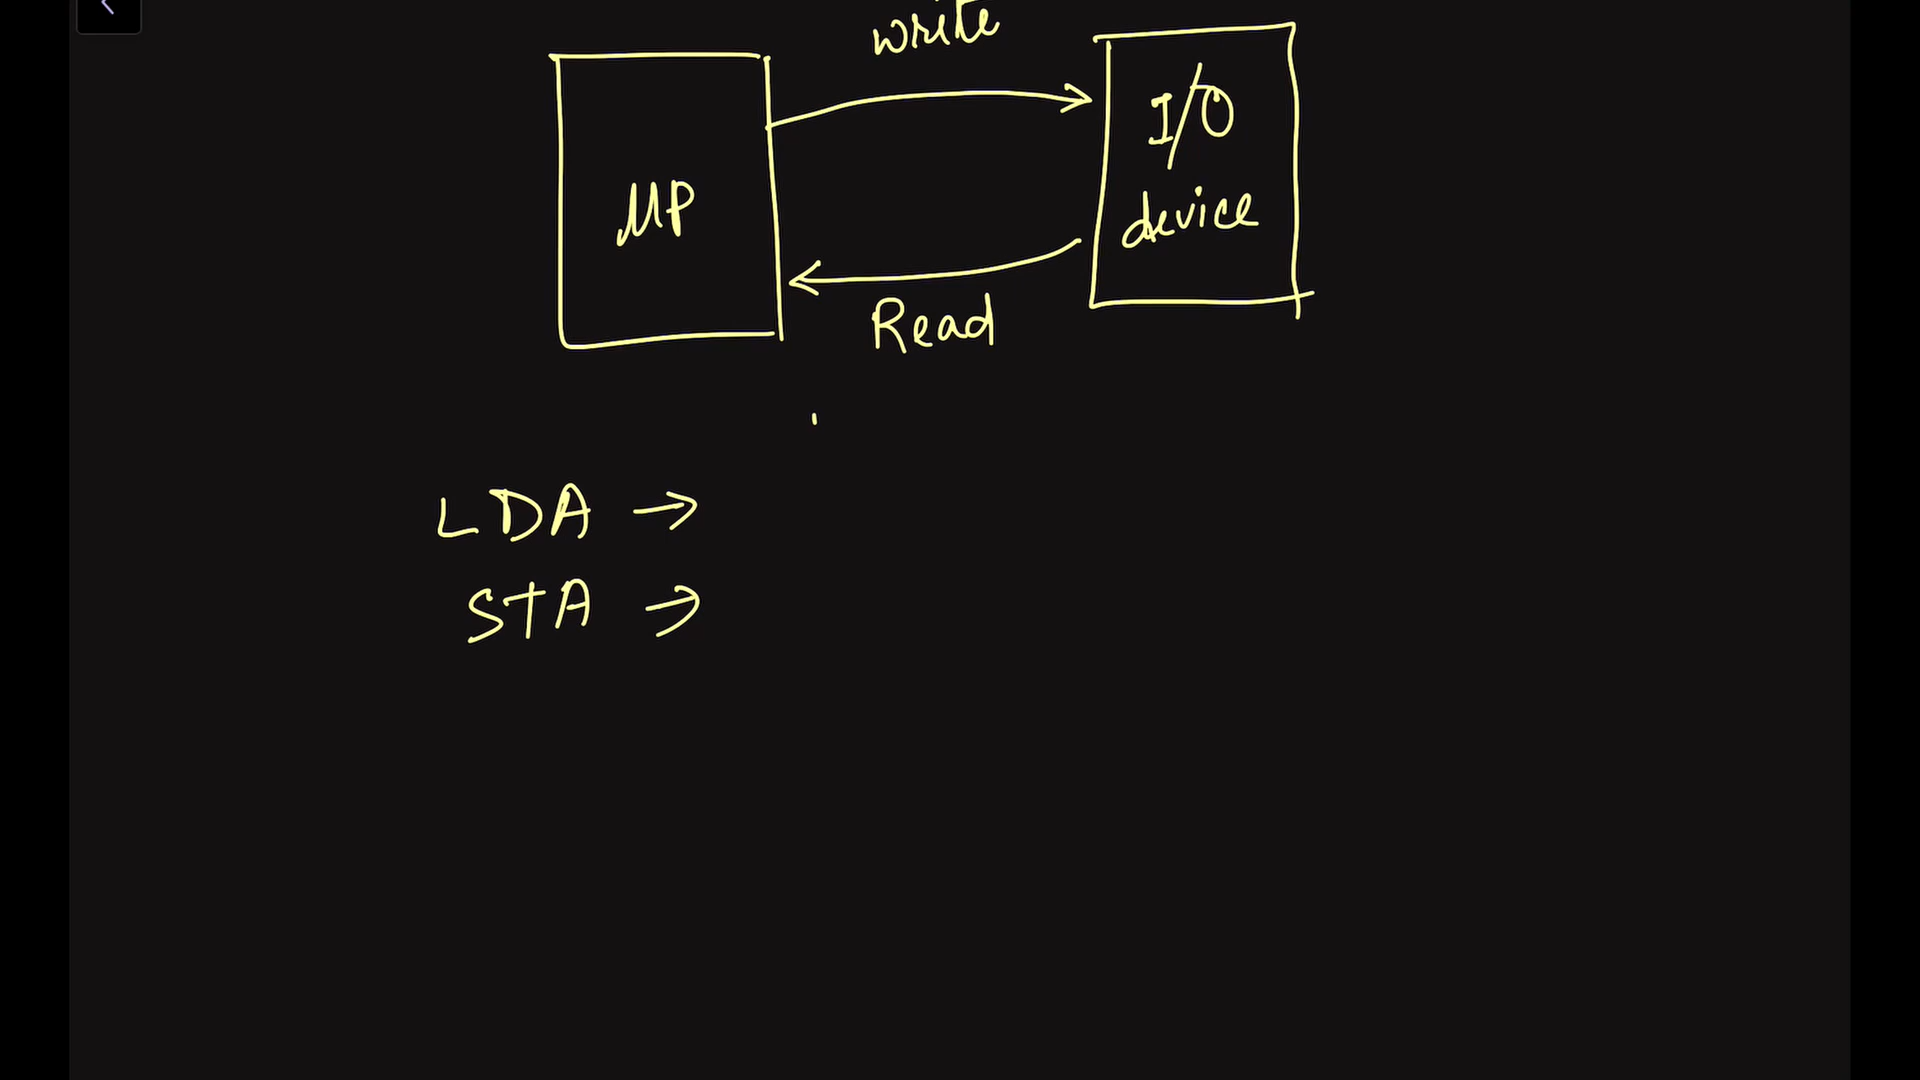 write
I/O
device
MP
Read
LDA →
STA →